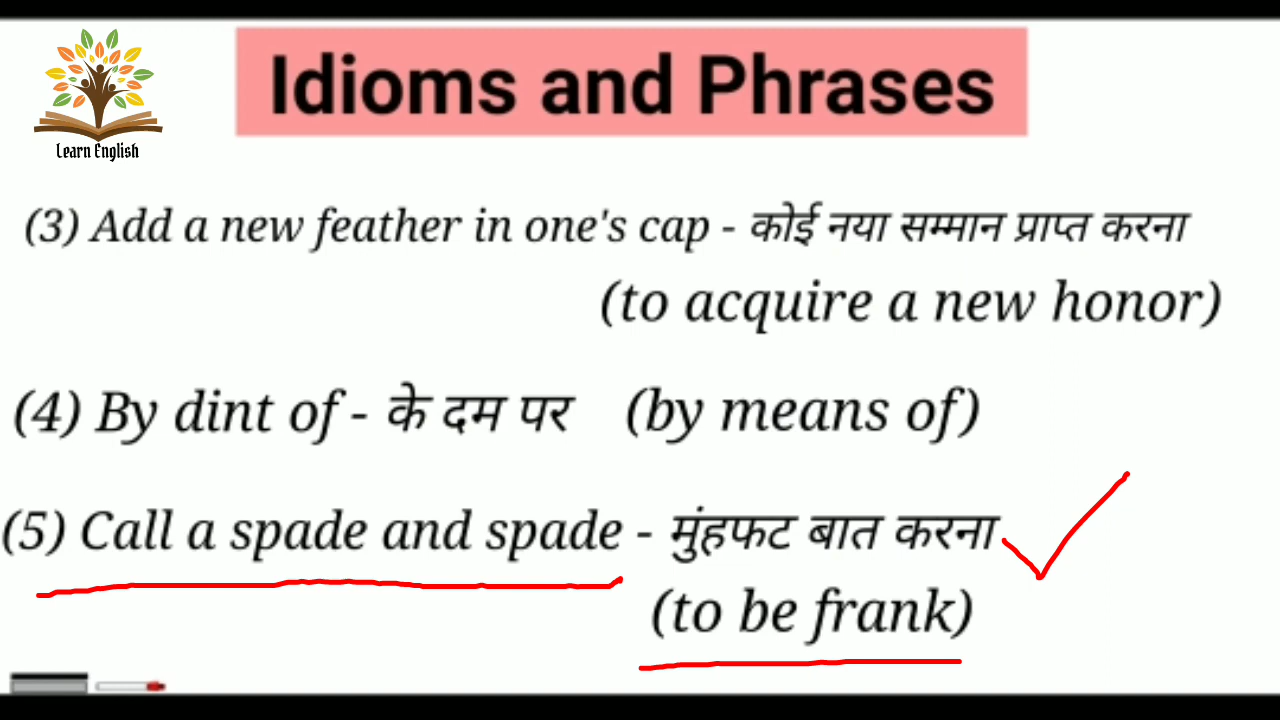 Learn English
Idioms and Phrases
(3) Add a new feather in one's cap - कोई नया सम्मान प्राप्त करना
(to acquire a new honor)
(4) By dint of - के दम पर (by means of)
(5) Call a spade and spade - मुंहफट बात करना
(to be frank)